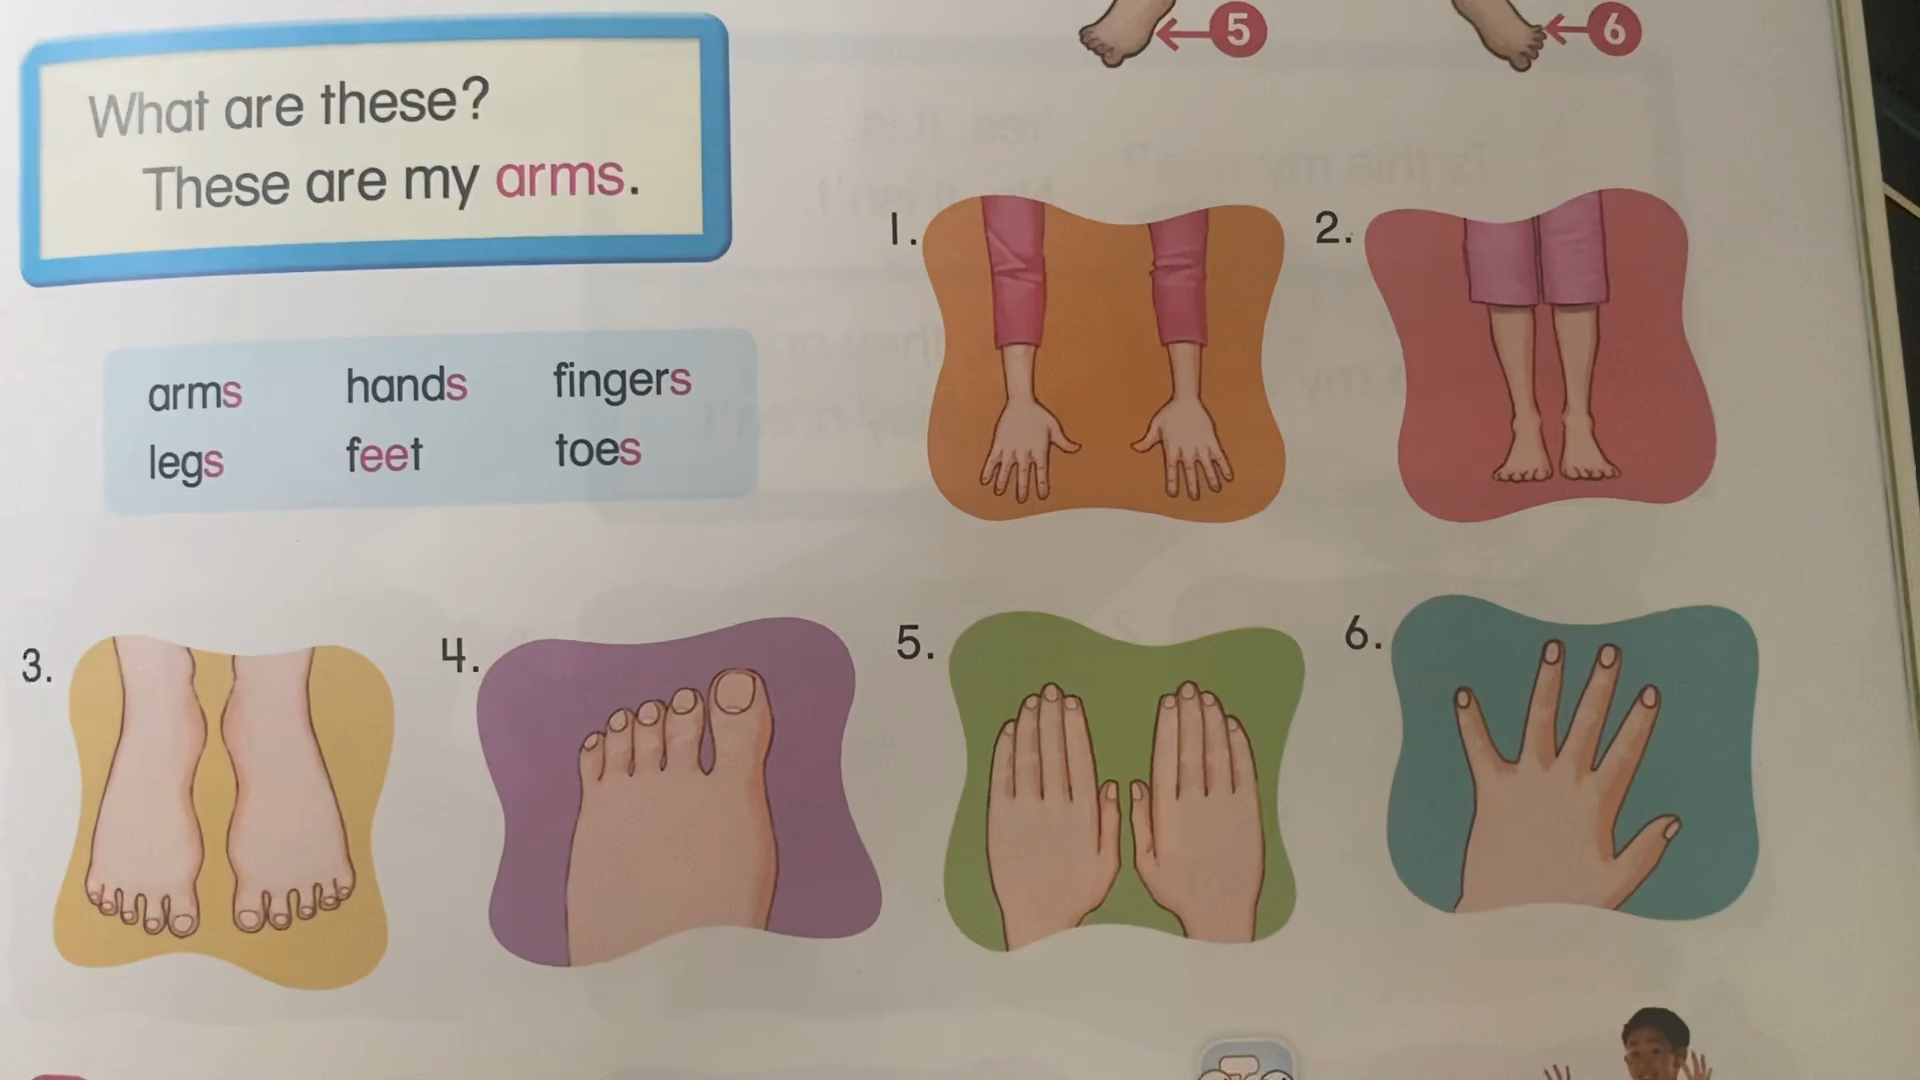 5
6
What are these?
These are my arms.
arms hands fingers
legs feet toes
1.
2.
3.
4.
5.
6.